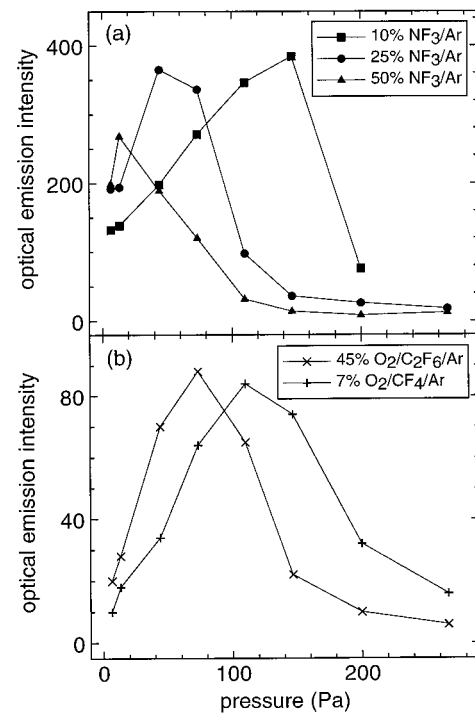 (a)
10% NF3/Ar
25% NF3/Ar
50% NF3/Ar
400
200
0
optical emission intensity
(b)
45% O2/C2F6/Ar
7% O2/CF4/Ar
80
40
0
optical emission intensity
0 100 200
pressure (Pa)